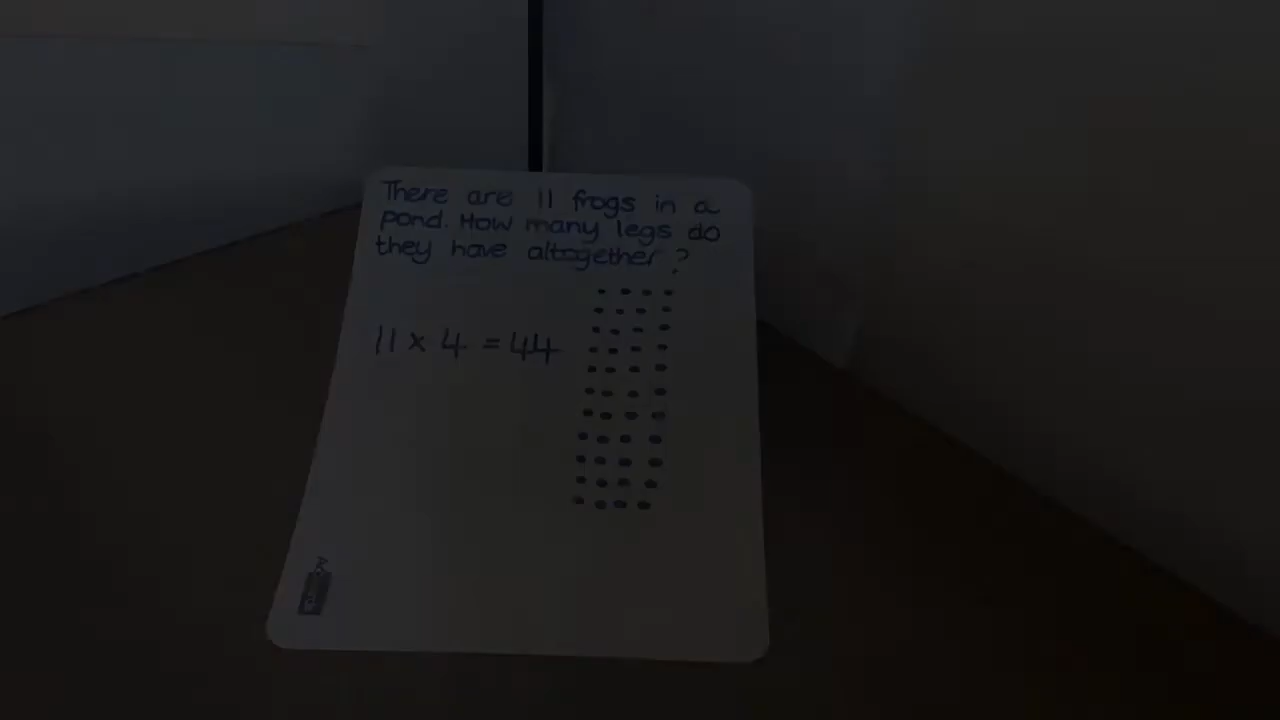 There are 11 frogs in a
pond. How many legs do
they have altogether?
11 x 4 = 44